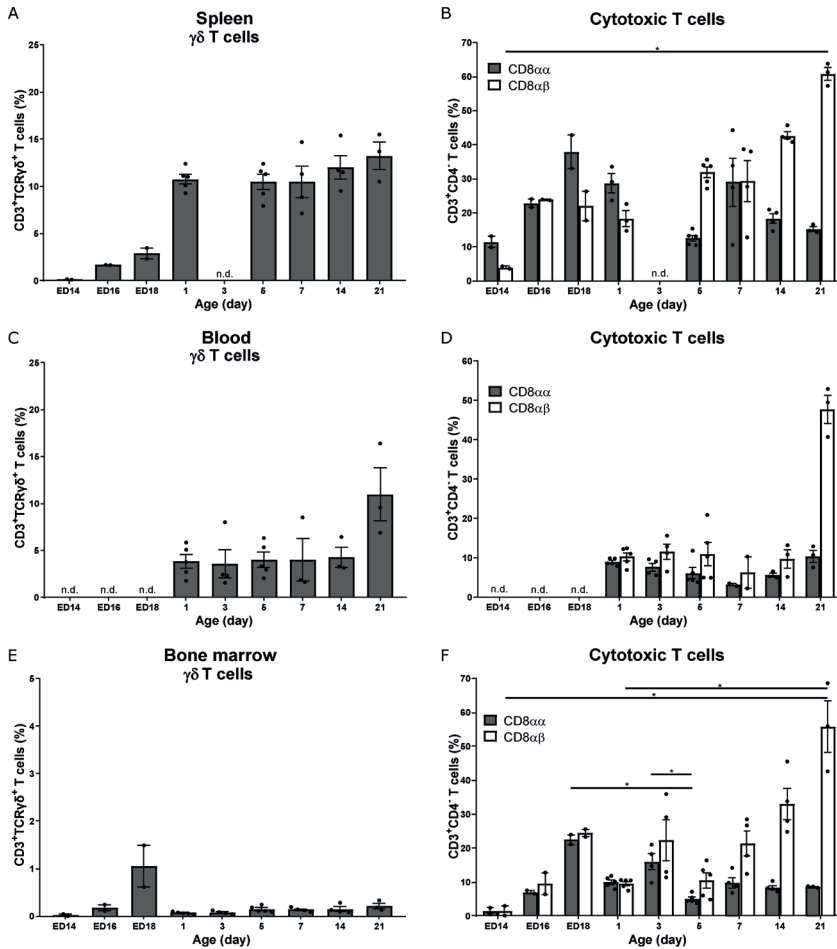 A
Spleen
γδ T cells
CD3⁺TCRγδ⁺ T cells (%)
25
20
15
10
5
0
n.d.
ED14 ED16 ED18 1 3 5 7 14 21
Age (day)
B
Cytotoxic T cells
CD3⁺CD4⁻ T cells (%)
70
60
50
40
30
20
10
0
*
CD8αα
CD8αβ
n.d.
ED14 ED16 ED18 1 3 5 7 14 21
Age (day)
C
Blood
γδ T cells
CD3⁺TCRγδ⁺ T cells (%)
25
20
15
10
5
0
n.d. n.d. n.d.
ED14 ED16 ED18 1 3 5 7 14 21
Age (day)
D
Cytotoxic T cells
CD3⁺CD4⁻ T cells (%)
60
50
40
30
20
10
0
CD8αα
CD8αβ
n.d. n.d. n.d.
ED14 ED16 ED18 1 3 5 7 14 21
Age (day)
E
Bone marrow
γδ T cells
CD3⁺TCRγδ⁺ T cells (%)
5
4
3
2
1
0
ED14 ED16 ED18 1 3 5 7 14 21
Age (day)
F
Cytotoxic T cells
CD3⁺CD4⁻ T cells (%)
70
60
50
40
30
20
10
0
*
*
*
*
CD8αα
CD8αβ
ED14 ED16 ED18 1 3 5 7 14 21
Age (day)